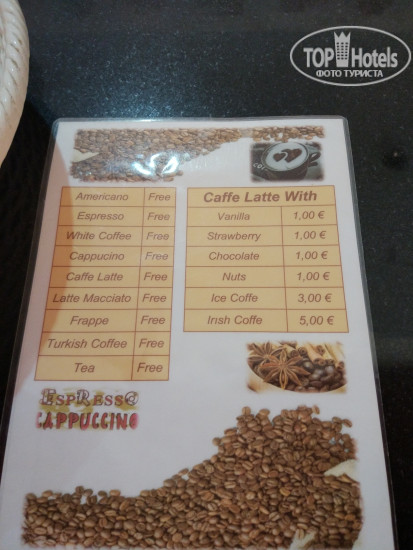 TOP Hotels
ФОТО ТУРИСТА
Americano Free
Espresso Free
White Coffee Free
Cappucino Free
Caffe Latte Free
Latte Macciato Free
Frappe Free
Turkish Coffee Free
Tea Free
Caffe Latte With
Vanilla 1,00 €
Strawberry 1,00 €
Chocolate 1,00 €
Nuts 1,00 €
Ice Coffe 3,00 €
Irish Coffe 5,00 €
ESPRESSO
CAPPUCCINO